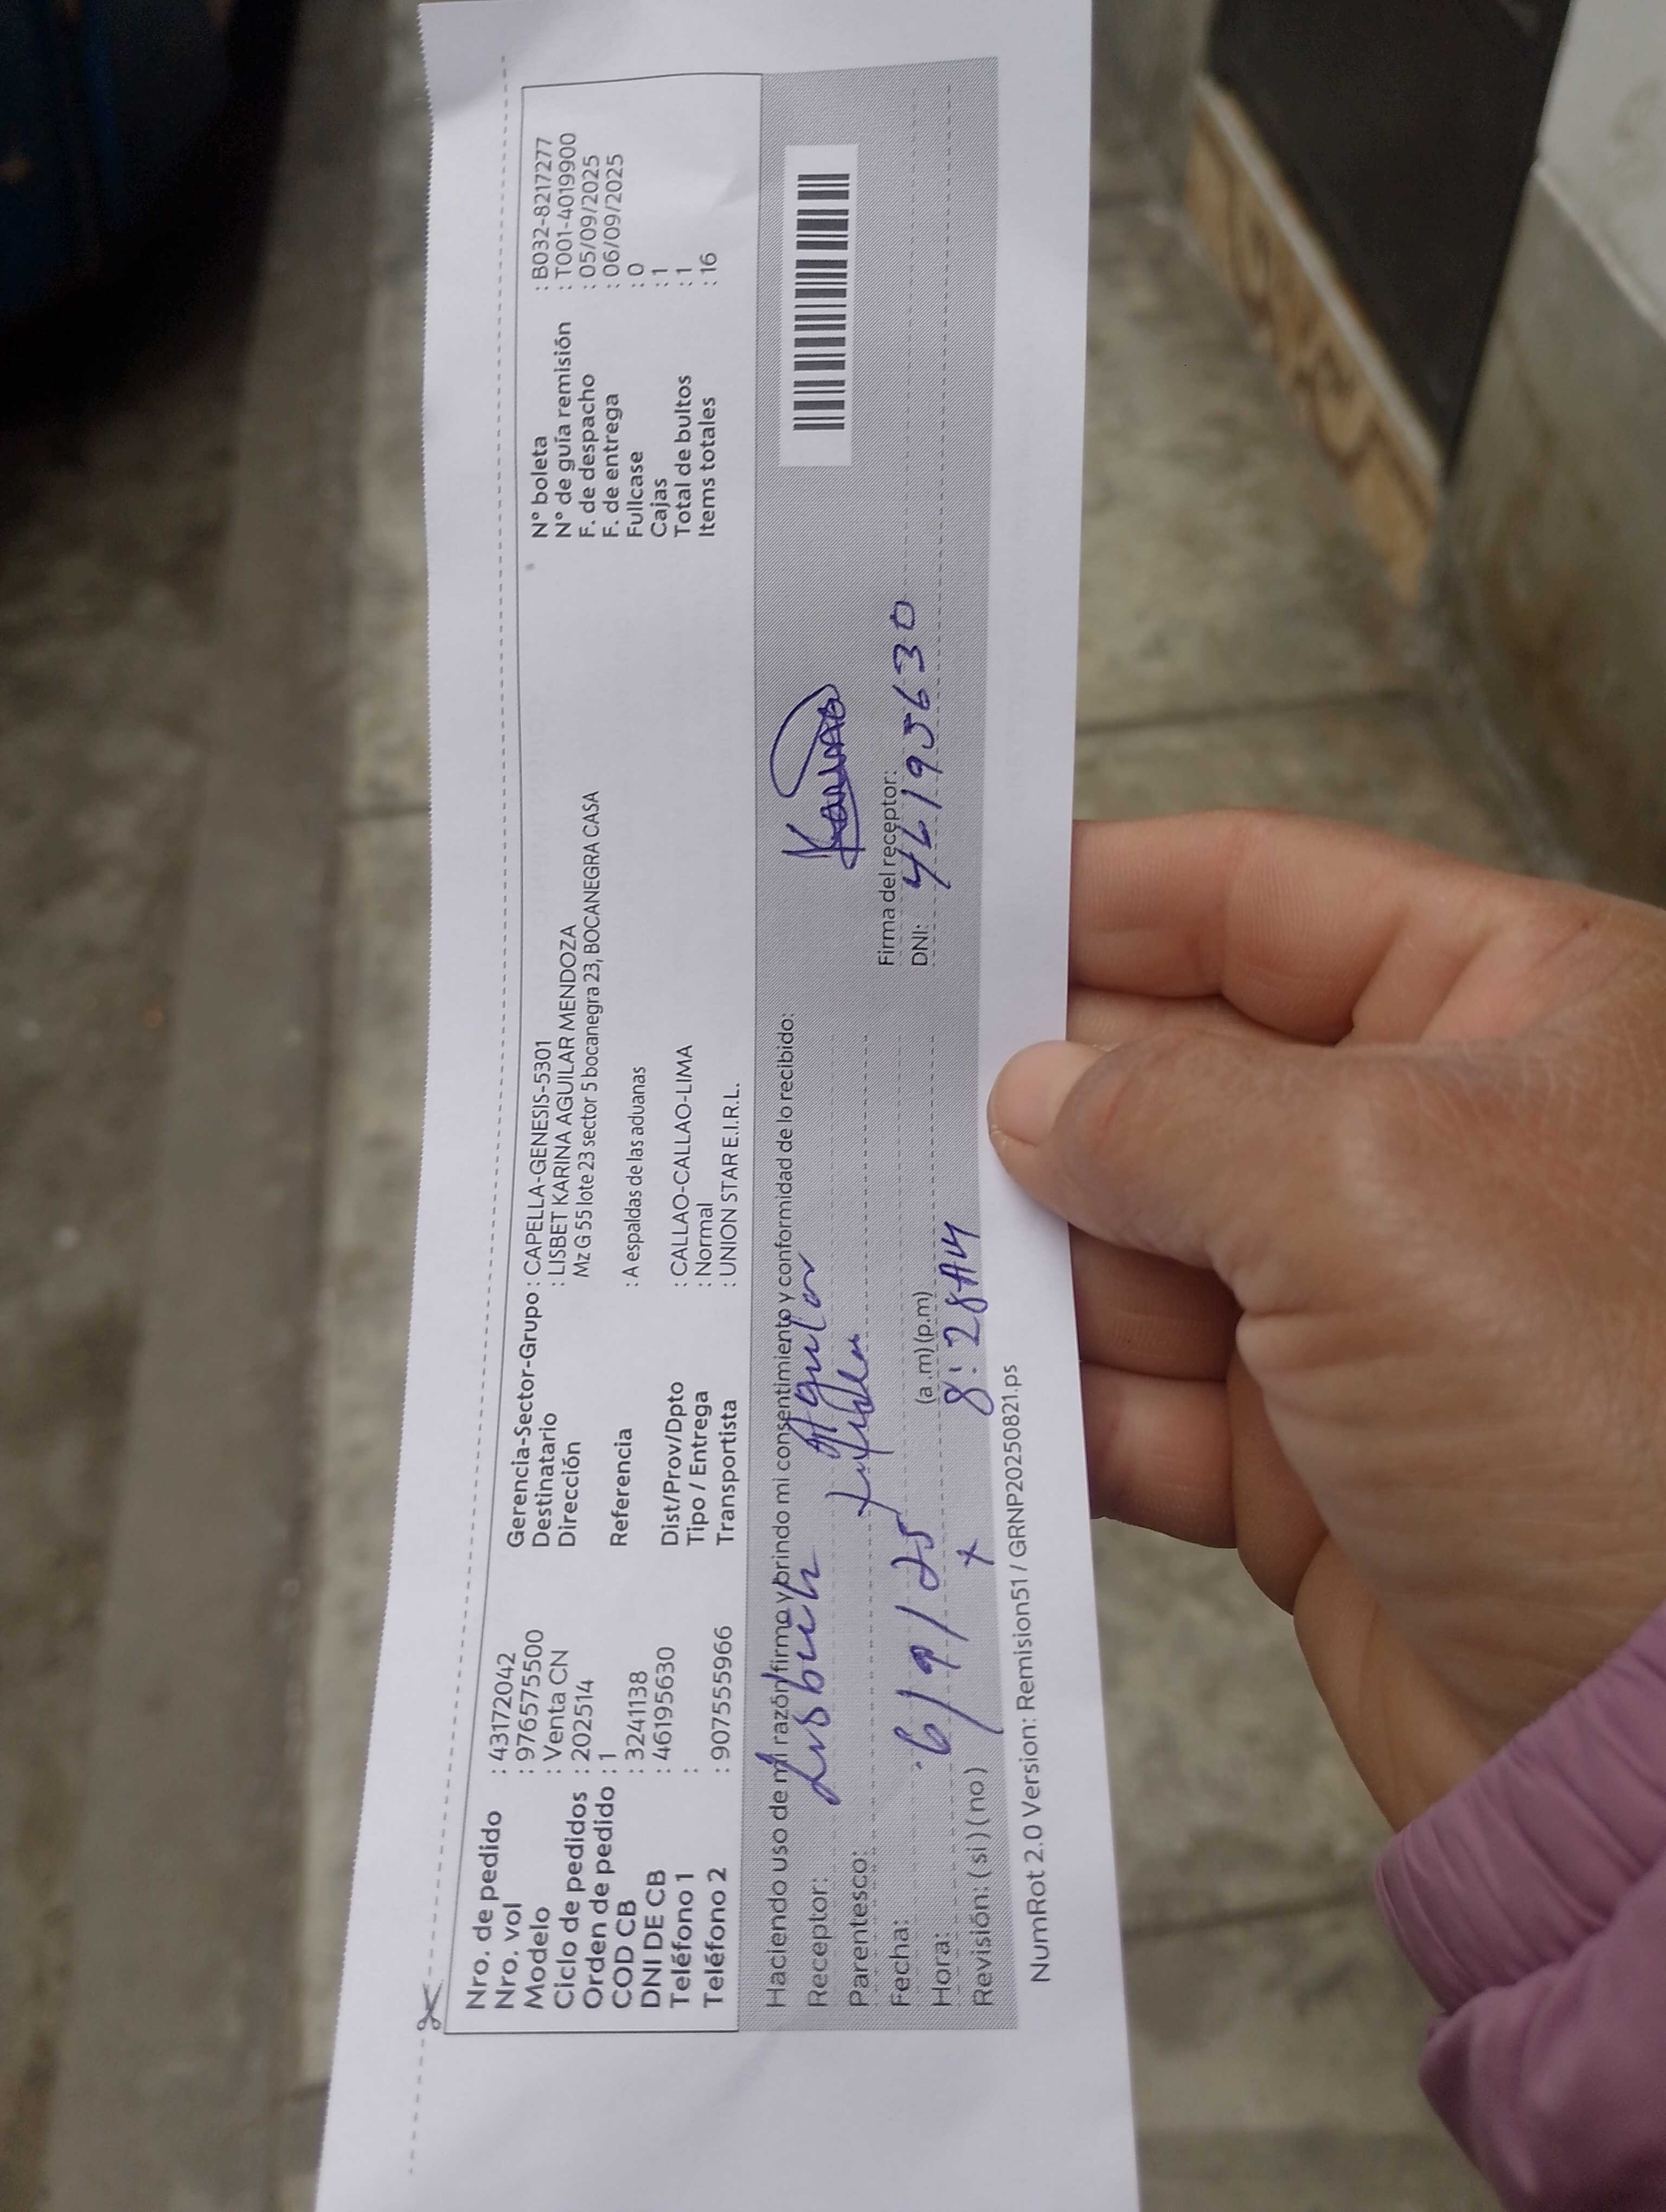 Nro. de pedido : 43172042
Nro. vol : 976575500
Modelo : Venta CN
Ciclo de pedidos : 202514
Orden de pedido : 1
COD CB : 3241138
DNI DE CB : 46195630
Teléfono 1 :
Teléfono 2 : 907555966
Gerencia-Sector-Grupo : CAPELLA-GENESIS-5301
Destinatario : LISBET KARINA AGUILAR MENDOZA
Dirección Mz G 55 lote 23 sector 5 bocanegra 23, BOCANEGRA CASA
Referencia : A espaldas de las aduanas
Dist/Prov/Dpto : CALLAO-CALLAO-LIMA
Tipo / Entrega : Normal
Transportista : UNION STAR E.I.R.L.
N° boleta : B032-8217277
N° de guía remisión : T001-4019900
F. de despacho : 05/09/2025
F. de entrega : 06/09/2025
Fullcase : 0
Cajas : 1
Total de bultos : 1
Items totales : 16
Haciendo uso de mi razón firmo y brindo mi consentimiento y conformidad de lo recibido:
Receptor: Aguilar
Parentesco:
Fecha: 6/9/25
Hora: (a.m)(p.m) 8:28AM
Revisión: (si) (no) x
Firma del receptor:
DNI: 46195630
NumRot 2.0 Version: Remision51 / GRNP20250821.ps